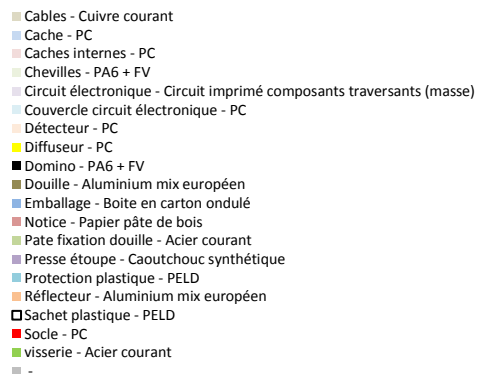 Cables - Cuivre courant
Cache - PC
Caches internes - PC
Chevilles - PA6 + FV
Circuit électronique - Circuit imprimé composants traversants (masse)
Couvercle circuit électronique - PC
Détecteur - PC
Diffuseur - PC
Domino - PA6 + FV
Douille - Aluminium mix européen
Emballage - Boite en carton ondulé
Notice - Papier pâte de bois
Pate fixation douille - Acier courant
Presse étoupe - Caoutchouc synthétique
Protection plastique - PELD
Réflecteur - Aluminium mix européen
Sachet plastique - PELD
Socle - PC
visserie - Acier courant
-